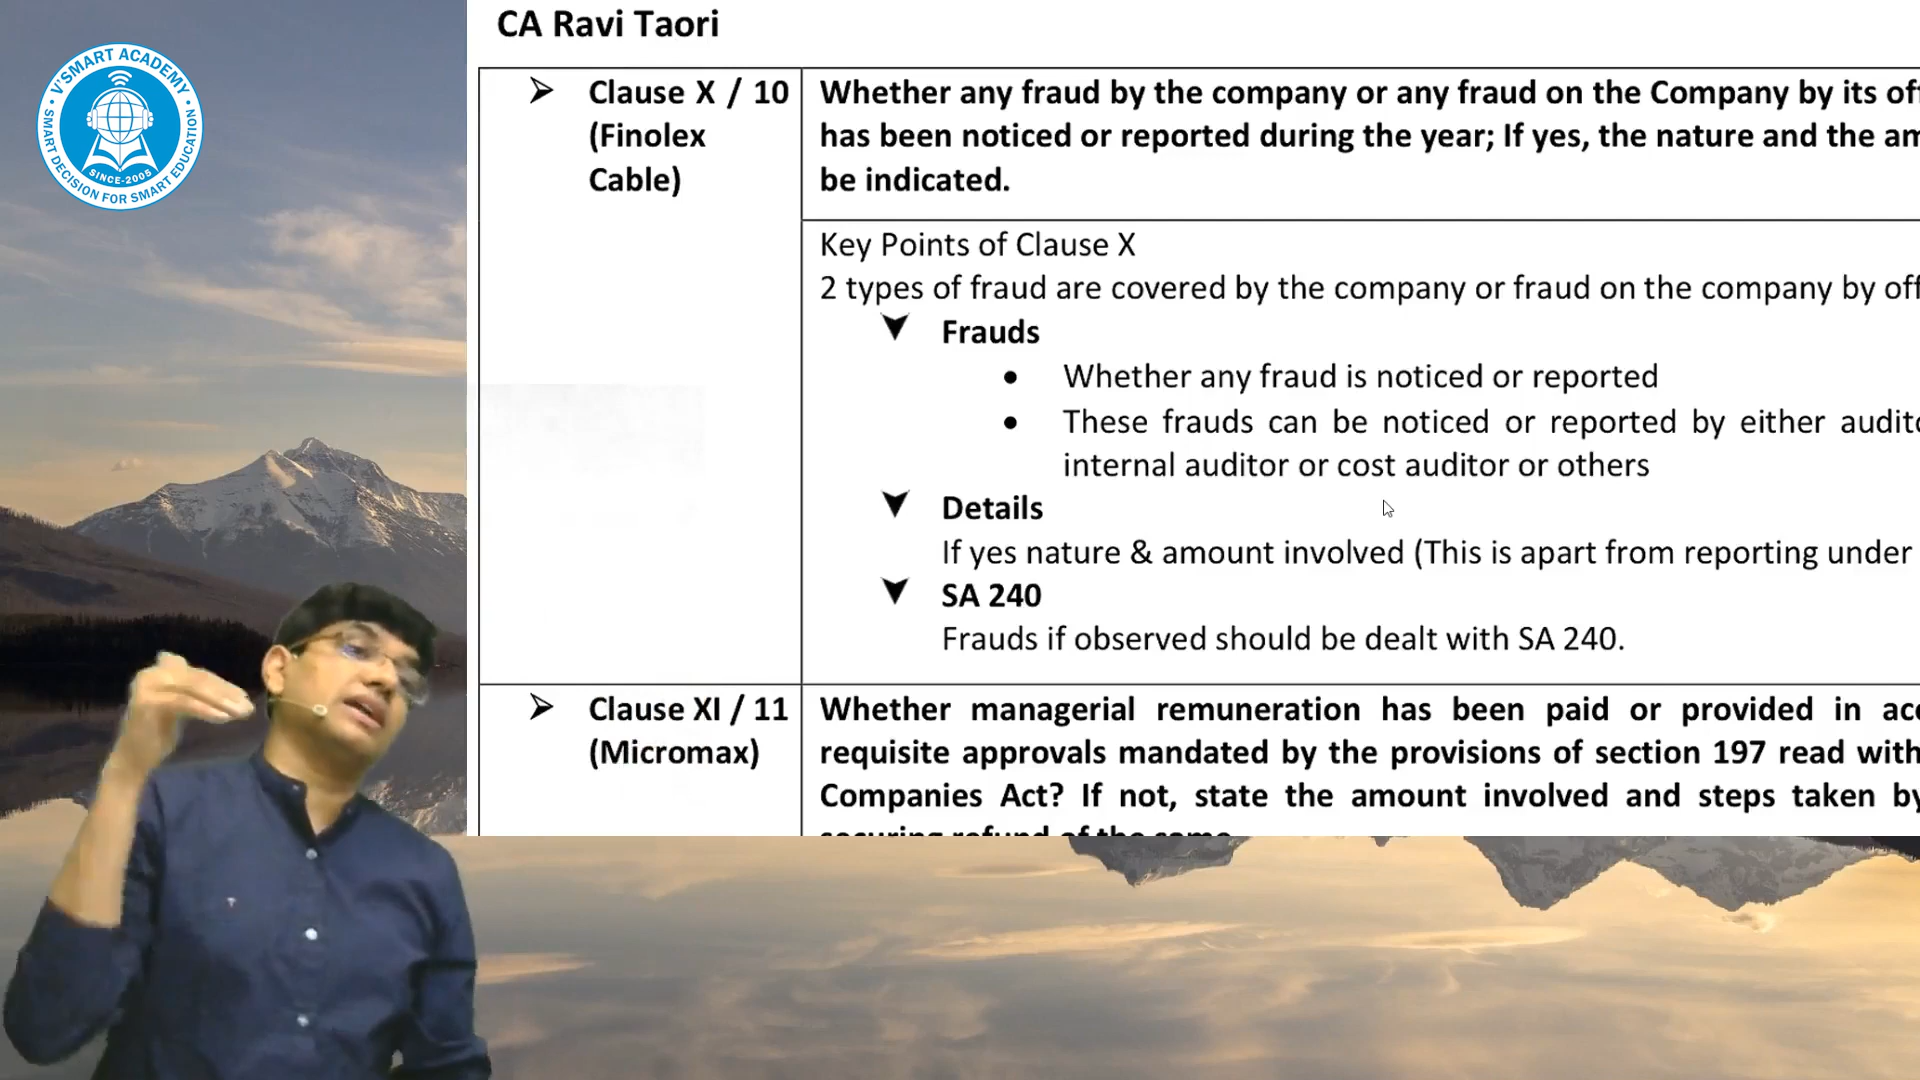 CA Ravi Taori
V'SMART ACADEMY
SMART DECISION FOR SMART EDUCATION
SINCE-2005
Clause X / 10
(Finolex
Cable)
Whether any fraud by the company or any fraud on the Company by its
has been noticed or reported during the year; If yes, the nature and the
be indicated.
Key Points of Clause X
2 types of fraud are covered by the company or fraud on the company by
Frauds
Whether any fraud is noticed or reported
These frauds can be noticed or reported by either
internal auditor or cost auditor or others
Details
If yes nature & amount involved (This is apart from reporting under
SA 240
Frauds if observed should be dealt with SA 240.
Clause XI / 11
(Micromax)
Whether managerial remuneration has been paid or provided in
requisite approvals mandated by the provisions of section 197 read with
Companies Act? If not, state the amount involved and steps taken by
securing refund of the same